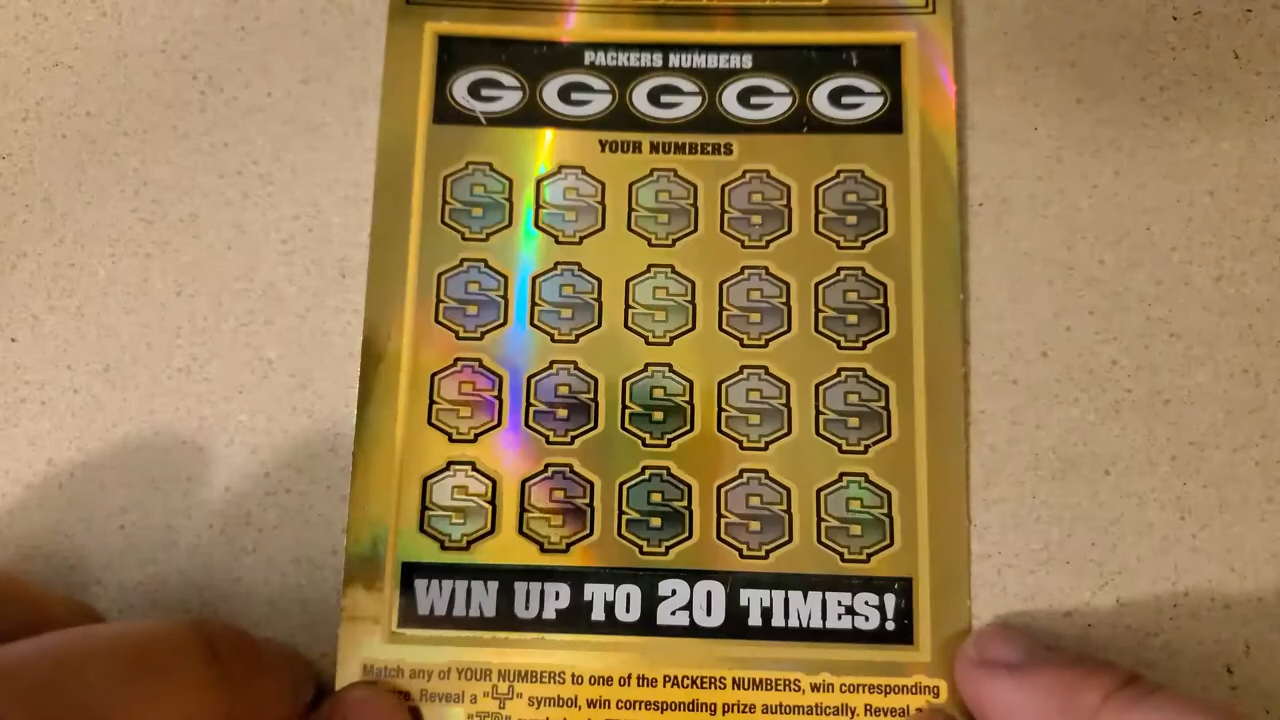 PACKERS NUMBERS
G G G G G
YOUR NUMBERS
$ $ $ $ $
$ $ $ $ $
$ $ $ $ $
$ $ $ $ $
WIN UP TO 20 TIMES!
Match any of YOUR NUMBERS to one of the PACKERS NUMBERS, win corresponding
Reveal a " " symbol, win corresponding prize automatically. Reveal a